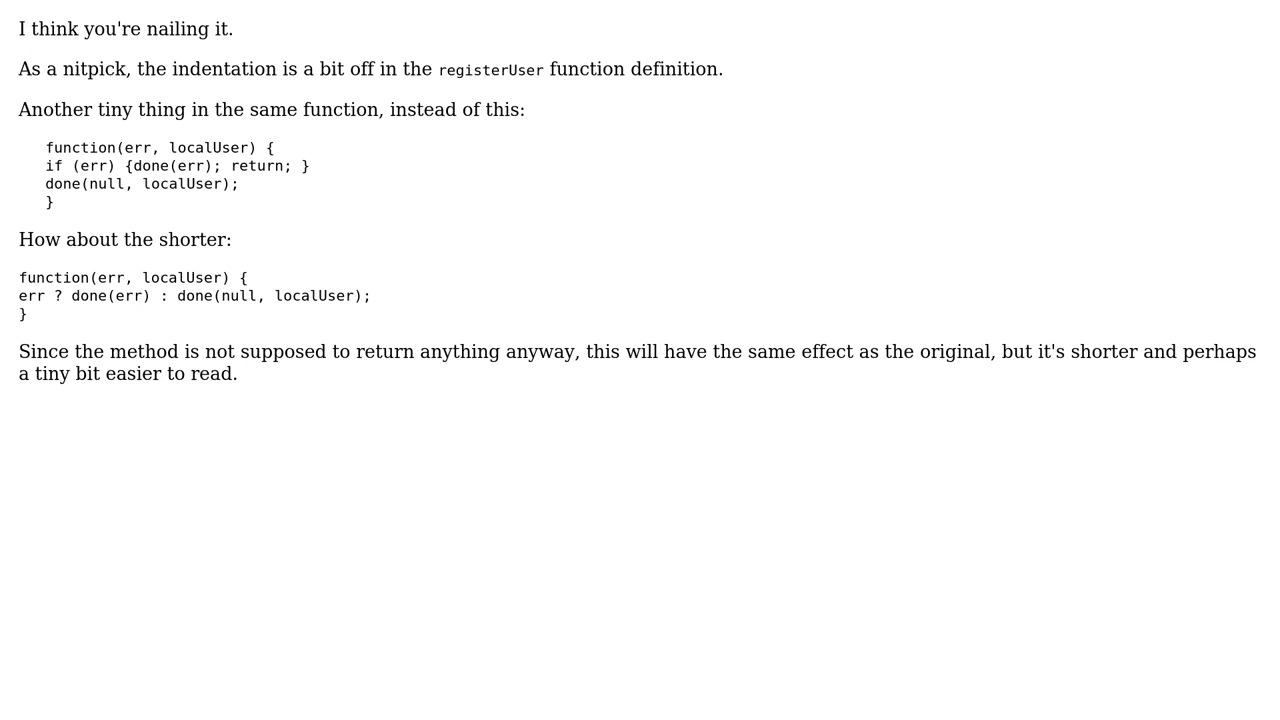 I think you're nailing it.
As a nitpick, the indentation is a bit off in the registerUser function definition.
Another tiny thing in the same function, instead of this:
function(err, localUser) {
if (err) {done(err); return; }
done(null, localUser);
}
How about the shorter:
function(err, localUser) {
err ? done(err) : done(null, localUser);
}
Since the method is not supposed to return anything anyway, this will have the same effect as the original, but it's shorter and perhaps
a tiny bit easier to read.